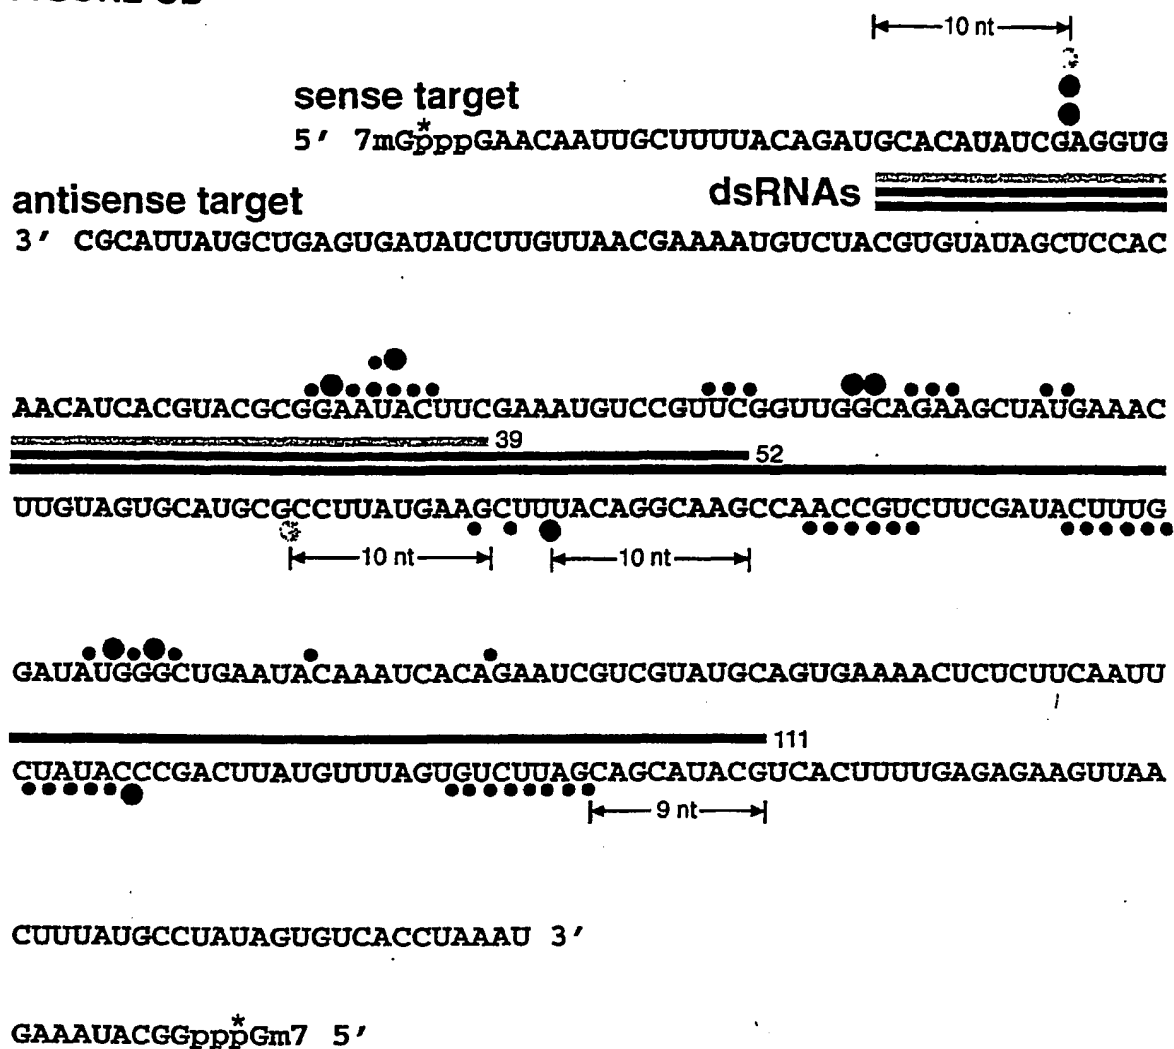 10 nt
sense target
5' 7mGpppGAACAAUUGCUUUUACAGAUGCACAUAUCGAGGUG
*
dsRNAs
antisense target
3' CGCAUUAUGCUGAGUGAUAUCUUGUUAACGAAAAUGUCUACGUGUAUAGCUCCAC
AACAUCACGUACGCGGAAUACUUCGAAAUGUCCGUUCGGUUGGCAGAAGCUAUGAAAC
39
52
UUGUAGUGCAUGCGCCUUAUGAAGCUUUACAGGCAAGCCAACCGUCUUCGAUACUUUG
10 nt
10 nt
GAUAUGGGCUGAAUACAAAUCACAGAAUCGUCGUAUGCAGUGAAAACUCUCUUCAAUU
111
CUAUACCCGACUUAUGUUUAGUGUCUUAGCAGCAUACGUCACUUUUGAGAGAAGUUAA
9 nt
CUUUAUGCCUAUAGUGUCACCUAAAU 3'
GAAAUACGGpppGm7 5'
*